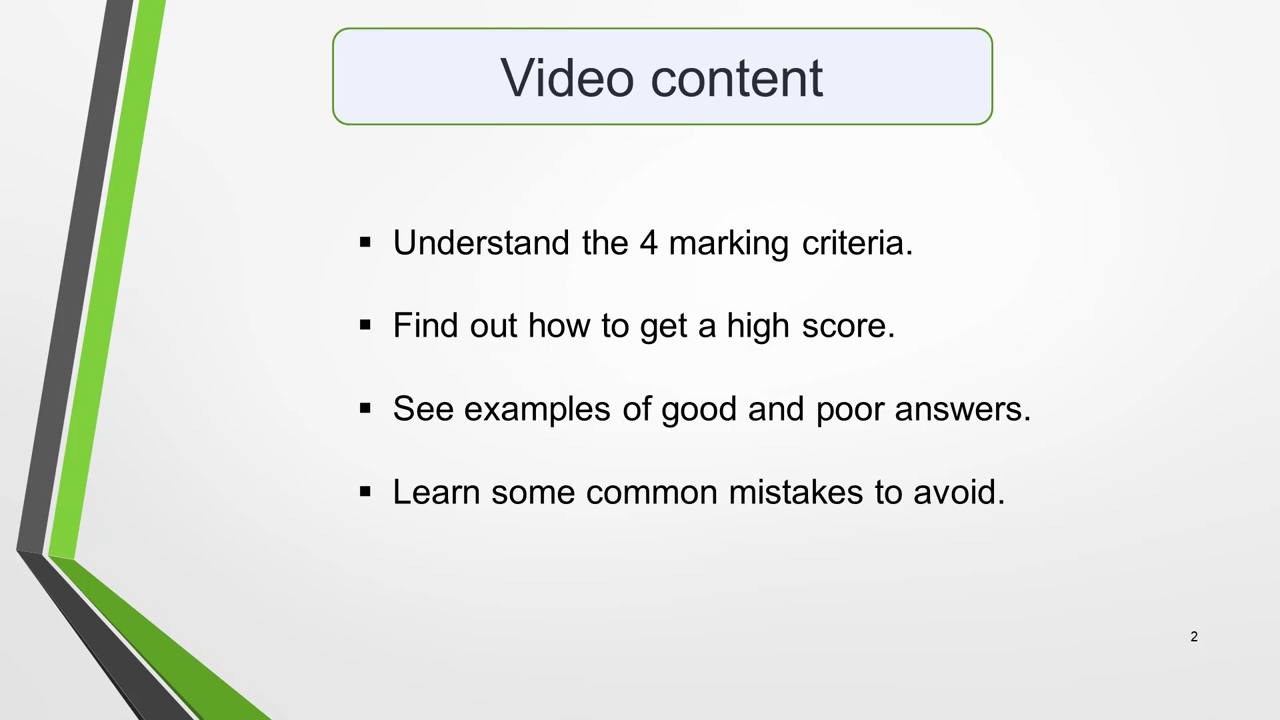 Video content
▪ Understand the 4 marking criteria.
▪ Find out how to get a high score.
▪ See examples of good and poor answers.
▪ Learn some common mistakes to avoid.
2